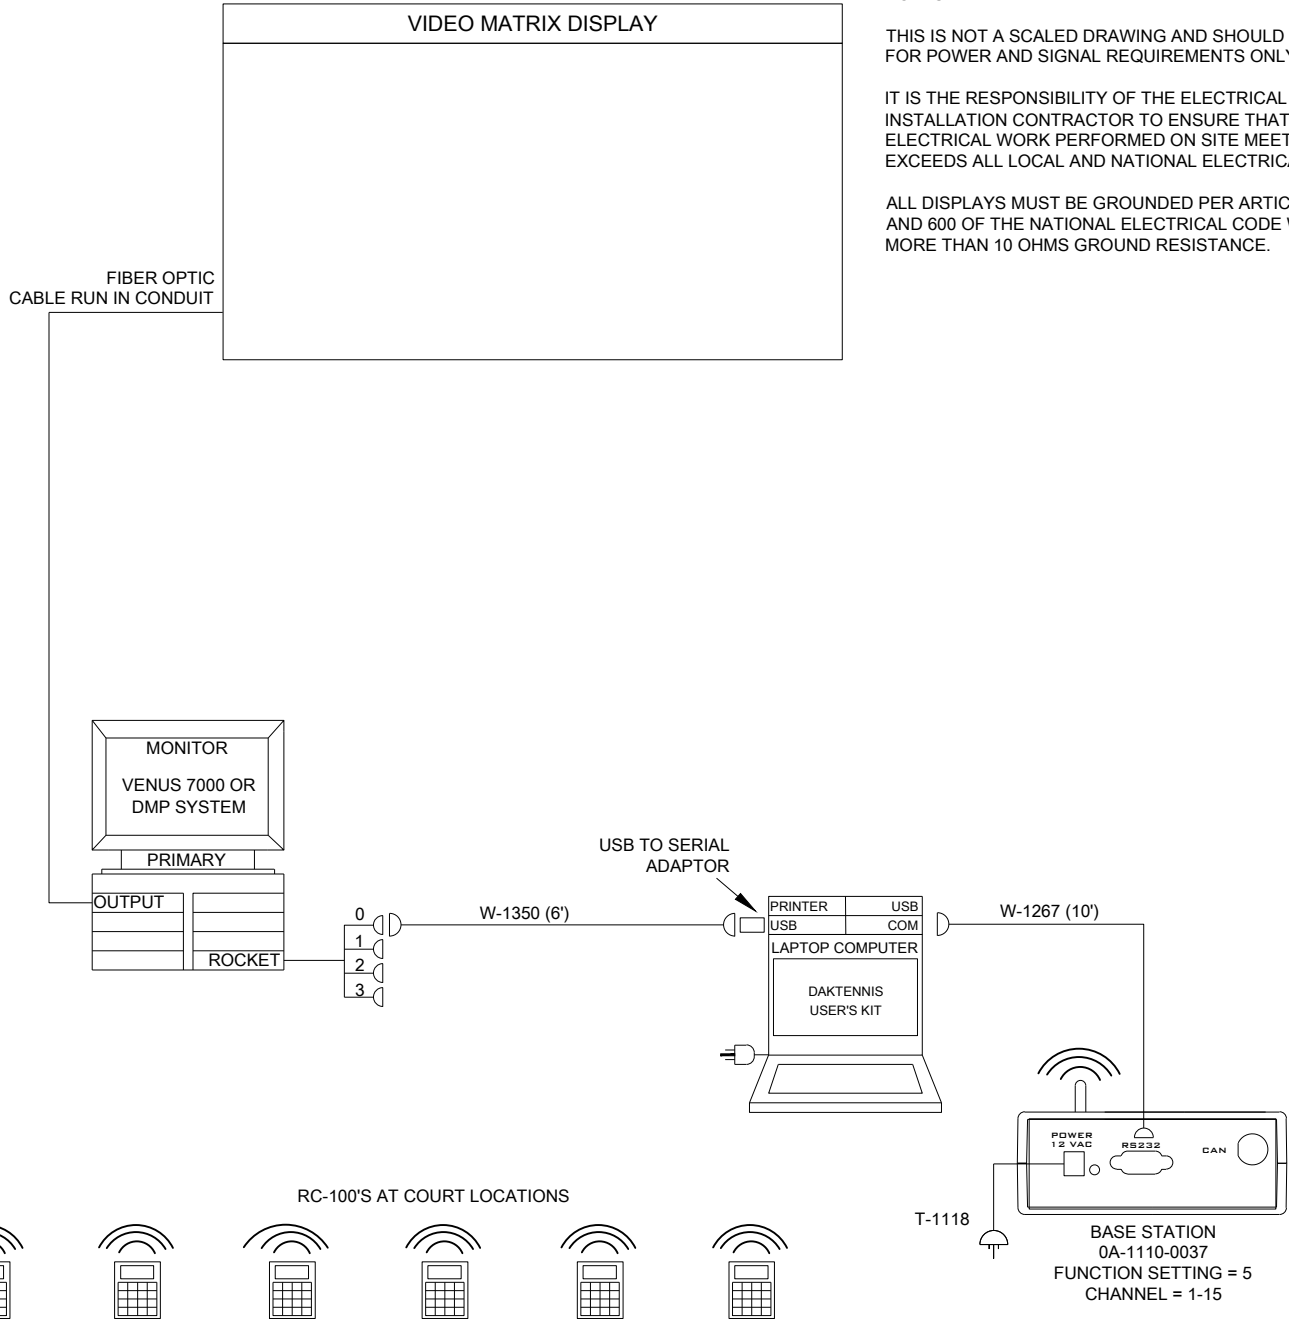 VIDEO MATRIX DISPLAY
THIS IS NOT A SCALED DRAWING AND SHOULD
FOR POWER AND SIGNAL REQUIREMENTS ONLY
IT IS THE RESPONSIBILITY OF THE ELECTRICAL
INSTALLATION CONTRACTOR TO ENSURE THAT
ELECTRICAL WORK PERFORMED ON SITE MEET
EXCEEDS ALL LOCAL AND NATIONAL ELECTRICA
ALL DISPLAYS MUST BE GROUNDED PER ARTIC
AND 600 OF THE NATIONAL ELECTRICAL CODE
MORE THAN 10 OHMS GROUND RESISTANCE.
FIBER OPTIC
CABLE RUN IN CONDUIT
MONITOR
VENUS 7000 OR
DMP SYSTEM
PRIMARY
OUTPUT
ROCKET
0
1
2
3
W-1350 (6')
USB TO SERIAL
ADAPTOR
PRINTER USB
USB COM
LAPTOP COMPUTER
DAKTENNIS
USER'S KIT
W-1267 (10')
POWER
12 VAC
RS232
CAN
T-1118
BASE STATION
0A-1110-0037
FUNCTION SETTING = 5
CHANNEL = 1-15
RC-100'S AT COURT LOCATIONS